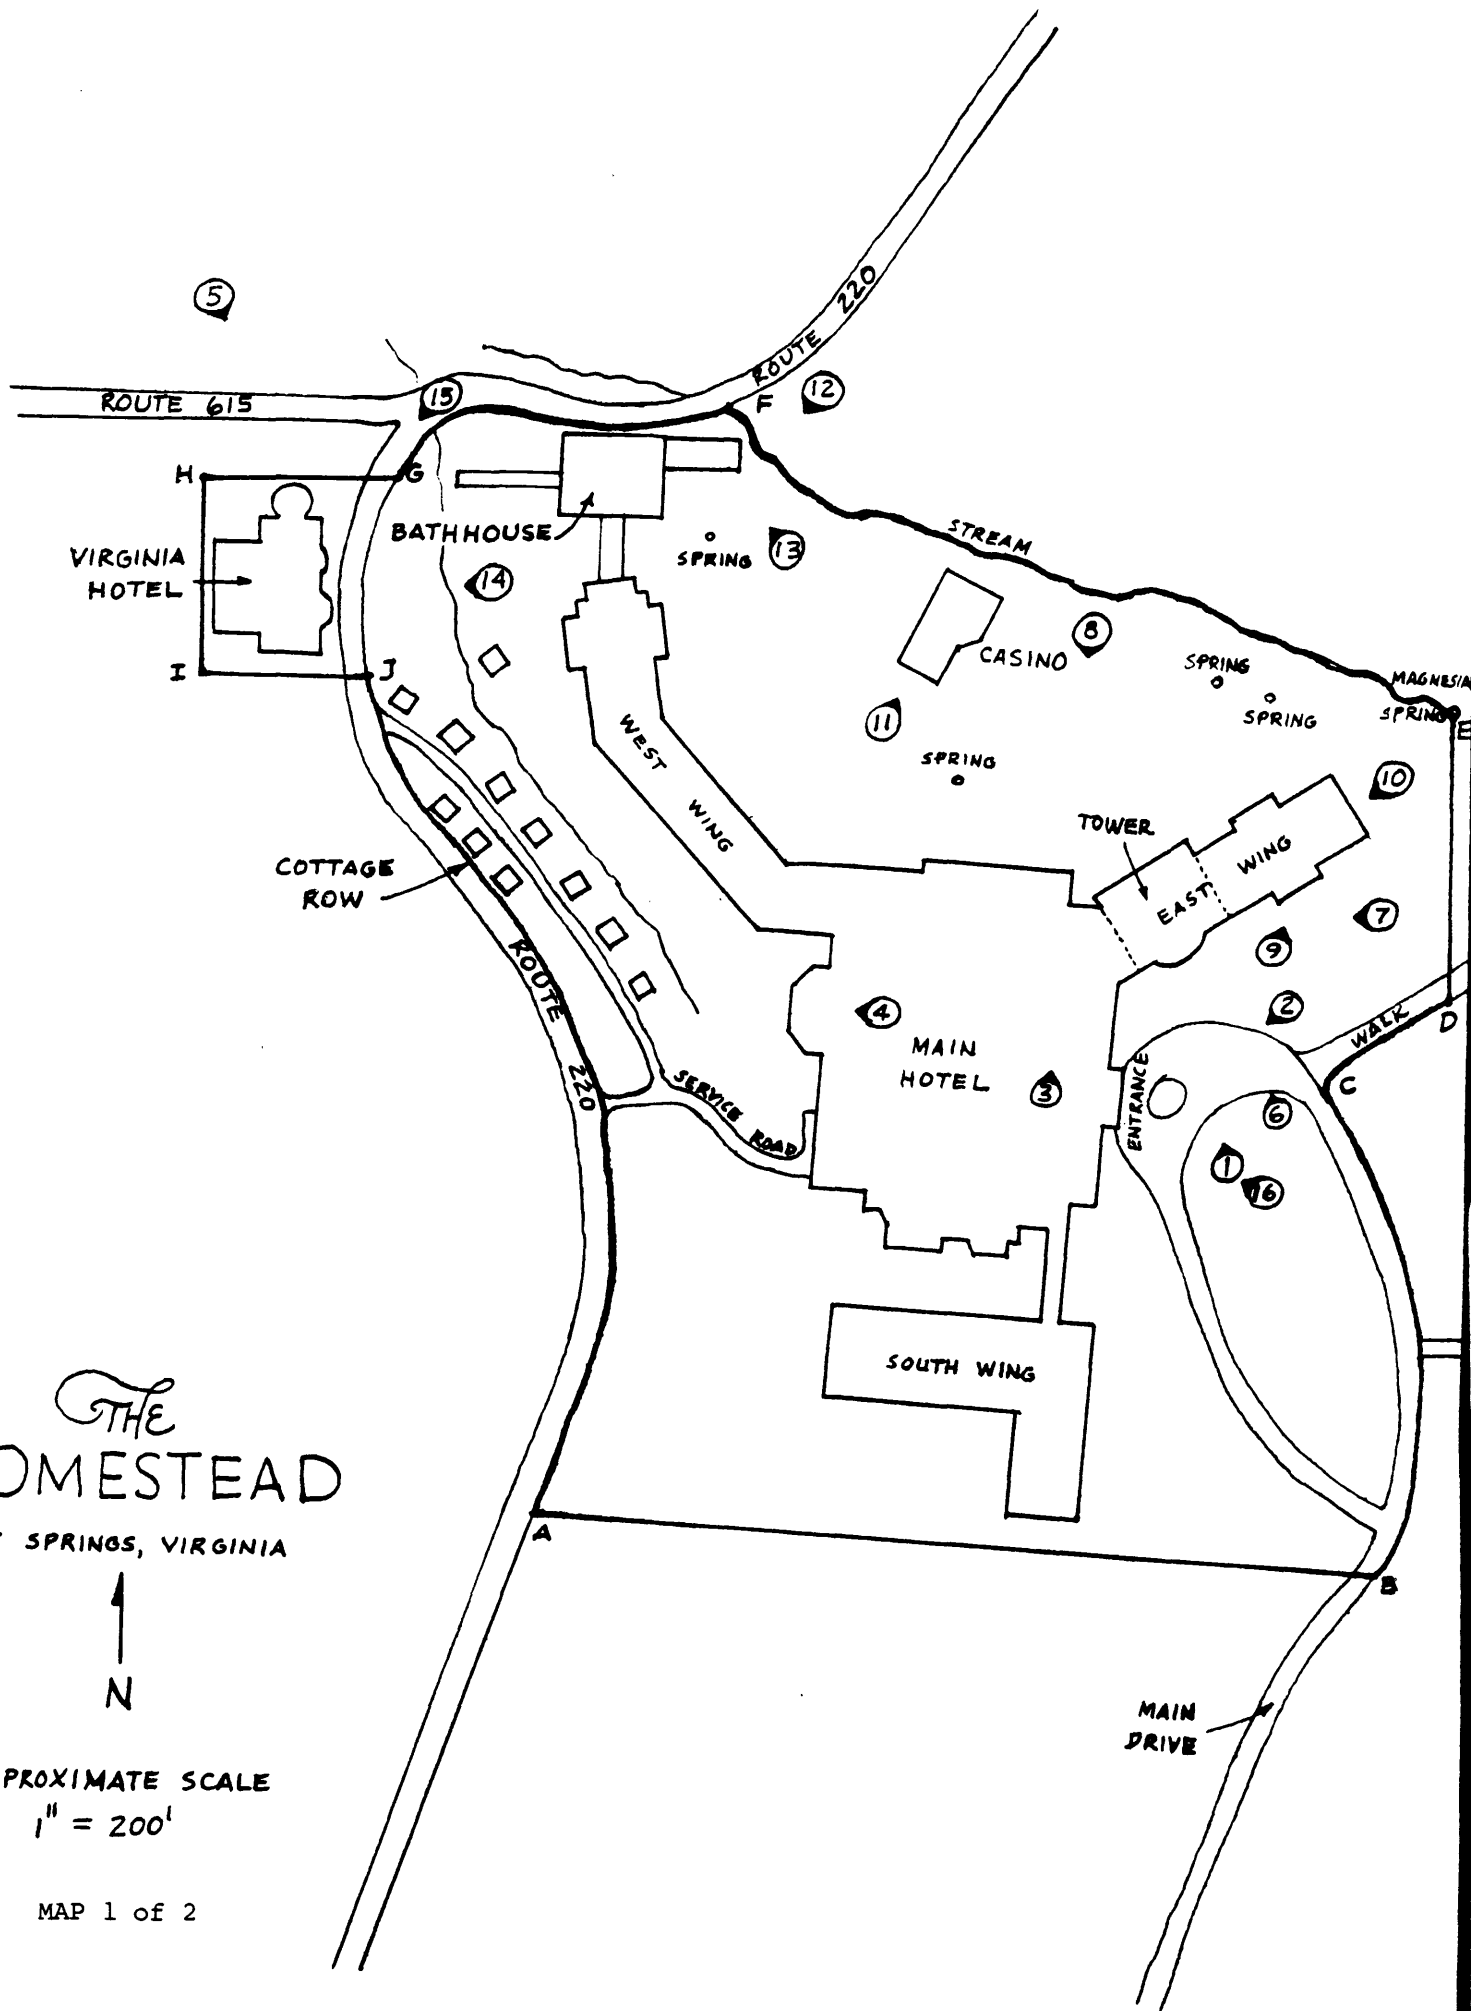 5
ROUTE 220
15
12
F
ROUTE 615
H
G
STREAM
BATHHOUSE
SPRING
13
VIRGINIA
HOTEL
14
8
CASINO
I
J
SPRING
MAGNESIA
SPRING
SPRING
E
11
WEST
WING
SPRING
10
TOWER
EAST WING
COTTAGE
ROW
7
9
ROUTE 220
4
2
WALK
D
MAIN
HOTEL
C
3
ENTRANCE
6
SERVICE ROAD
1
16
SOUTH WING
THE
OMESTEAD
SPRINGS, VIRGINIA
A
B
N
MAIN
DRIVE
PROXIMATE SCALE
1" = 200'
MAP 1 of 2